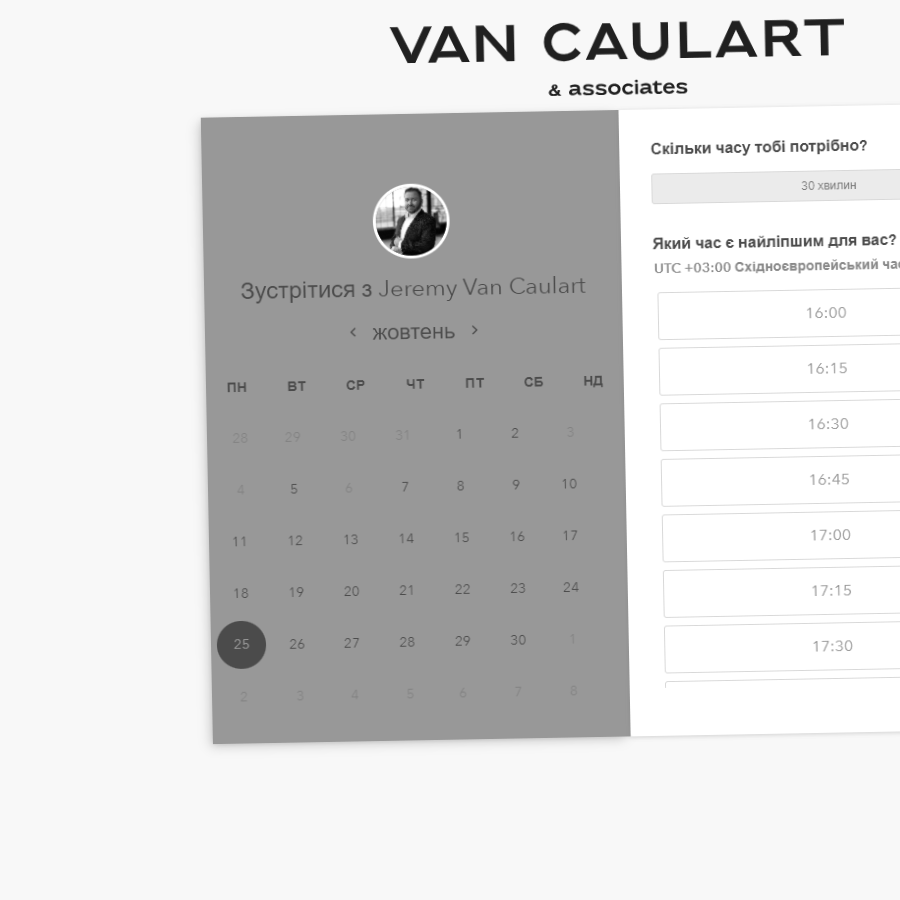 VAN CAULART
& associates
Зустрітися з Jeremy Van Caulart
жовтень
ПН ВТ СР ЧТ ПТ СБ НД
28 29 30 31 1 2 3
4 5 6 7 8 9 10
11 12 13 14 15 16 17
18 19 20 21 22 23 24
25 26 27 28 29 30 1
2 3 4 5 6 7 8
Скільки часу тобі потрібно?
30 хвилин
Який час є найліпшим для вас?
UTC +03:00 Східноєвропейський час
16:00
16:15
16:30
16:45
17:00
17:15
17:30